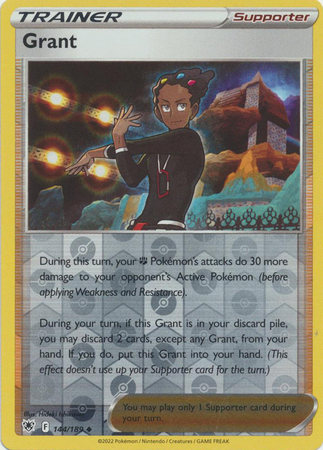 TRAINER Supporter
Grant
During this turn, your Pokémon's attacks do 30 more
damage to your opponent's Active Pokémon (before
applying Weakness and Resistance).
During your turn, if this Grant is in your discard pile,
you may discard 2 cards, except any Grant, from your
hand. If you do, put this Grant into your hand. (This
effect doesn't use up your Supporter card for the turn.)
You may play only 1 Supporter card during
your turn.
Illus. Hideki
F 144/189
©2022 Pokémon / Nintendo / Creatures / GAME FREAK